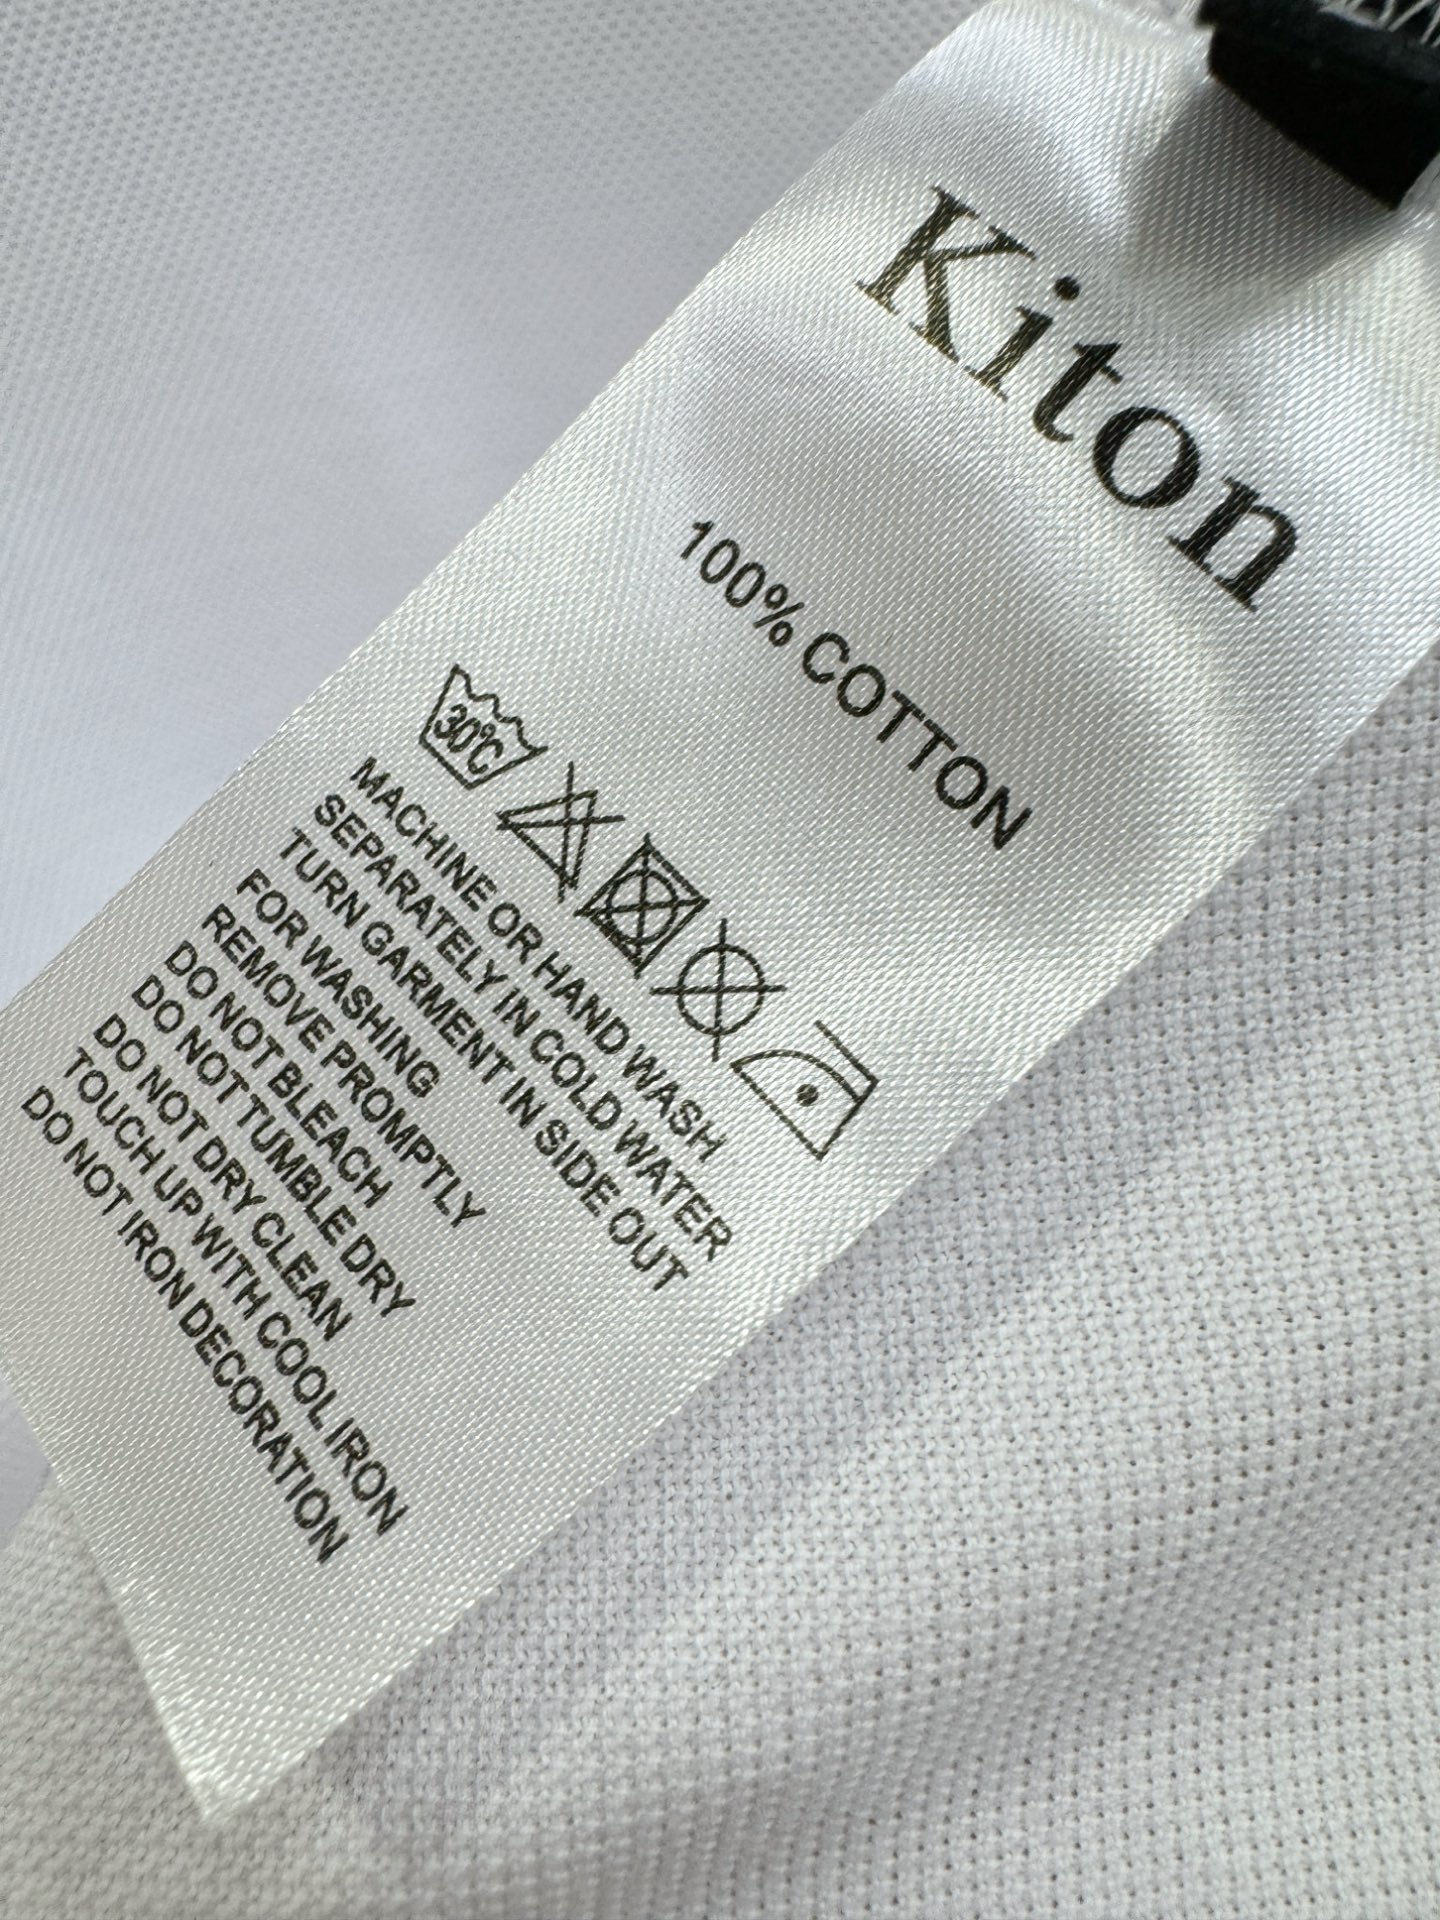 Kiton
100% COTTON
30°C
MACHINE OR HAND WASH
SEPARATELY IN COLD WATER
TURN GARMENT IN SIDE OUT
FOR WASHING
REMOVE PROMPTLY
DO NOT BLEACH
DO NOT TUMBLE DRY
DO NOT DRY CLEAN
TOUCH UP WITH COOL IRON
DO NOT IRON DECORATION